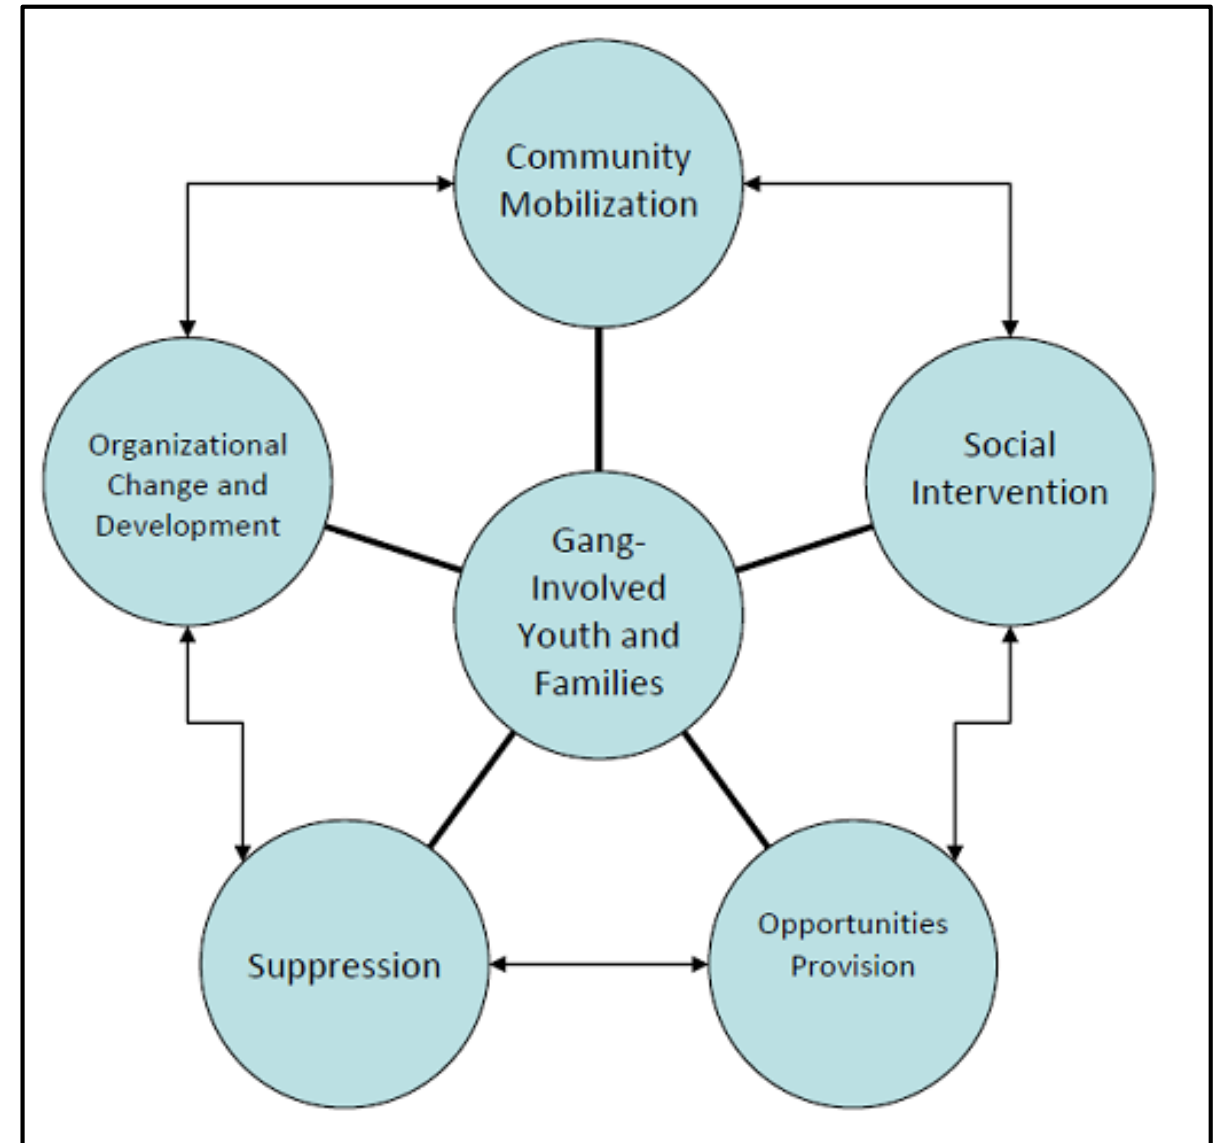 Community
Mobilization
Organizational
Change and
Development
Social
Intervention
Gang-
Involved
Youth and
Families
Suppression
Opportunities
Provision